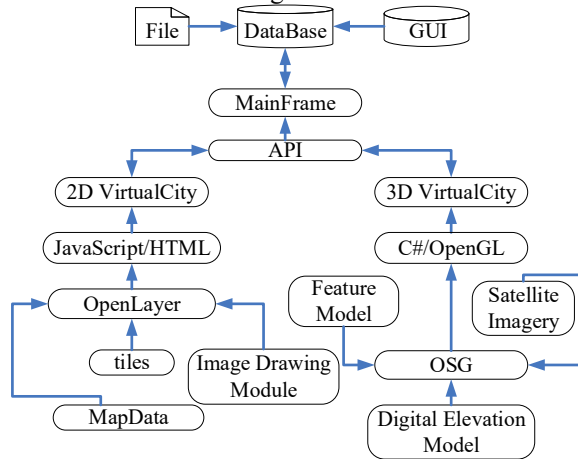 File
DataBase
GUI
MainFrame
API
2D VirtualCity
3D VirtualCity
JavaScript/HTML
C#/OpenGL
OpenLayer
Feature
Model
Satellite
Imagery
tiles
Image Drawing
Module
OSG
MapData
Digital Elevation
Model